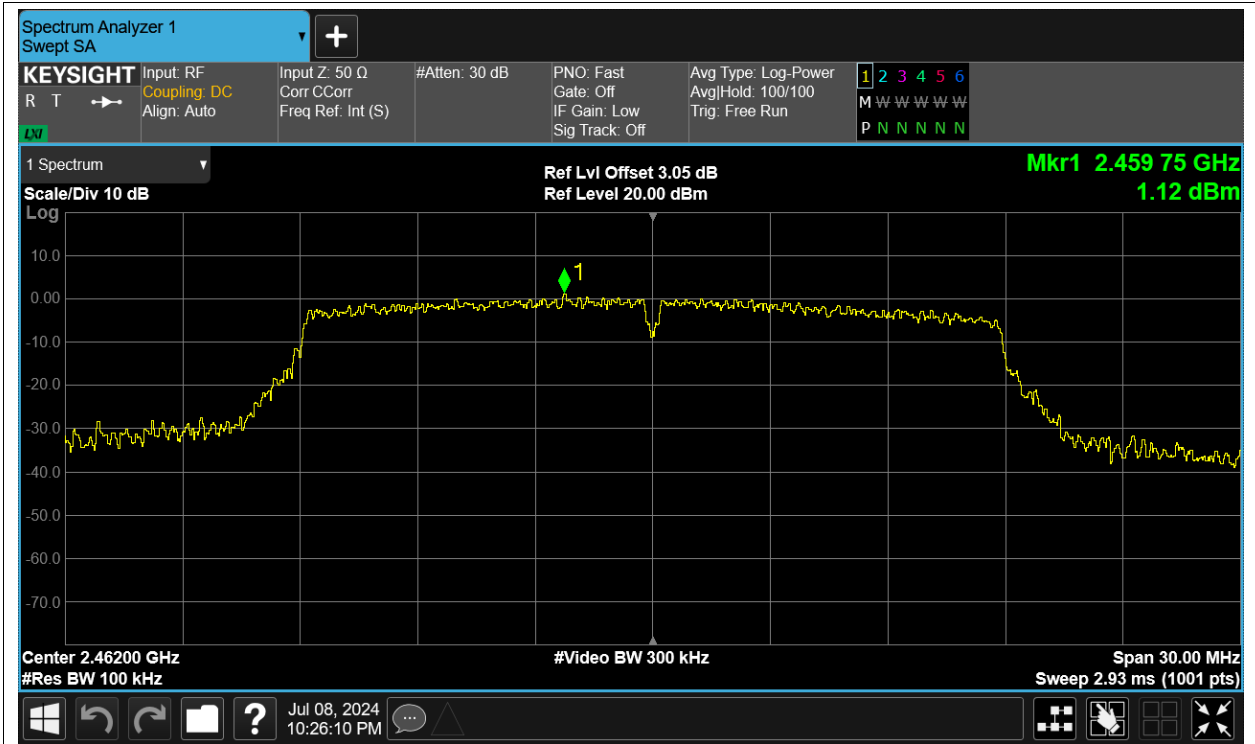 Spectrum Analyzer 1
Swept SA
KEYSIGHT
R T
LXI
Input: RF
Coupling: DC
Align: Auto
Input Z: 50 Ω
Corr CCorr
Freq Ref: Int (S)
#Atten: 30 dB
PNO: Fast
Gate: Off
IF Gain: Low
Sig Track: Off
Avg Type: Log-Power
Avg|Hold: 100/100
Trig: Free Run
1 2 3 4 5 6
M W W W W W
P N N N N N
1 Spectrum
Scale/Div 10 dB
Log
Ref Lvl Offset 3.05 dB
Ref Level 20.00 dBm
Mkr1 2.459 75 GHz
1.12 dBm
1
10.0
0.00
-10.0
-20.0
-30.0
-40.0
-50.0
-60.0
-70.0
Center 2.46200 GHz
#Video BW 300 kHz
Span 30.00 MHz
#Res BW 100 kHz
Sweep 2.93 ms (1001 pts)
?
Jul 08, 2024
10:26:10 PM